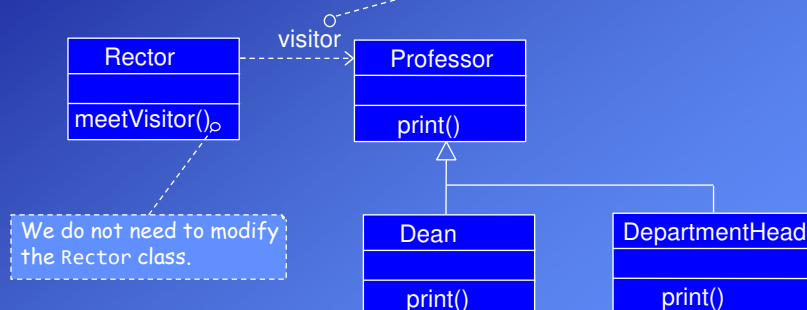 visitor
Rector
Professor
meetVisitor()
print()
We do not need to modify
the Rector class.
Dean
DepartmentHead
print()
print()